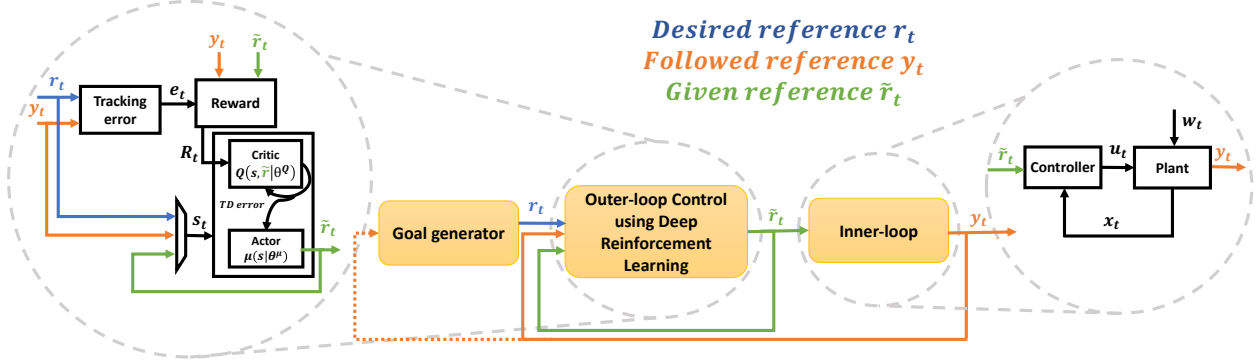 Desired reference r_t
Followed reference y_t
Given reference r̃_t
y_t
r̃_t
r_t
y_t
Tracking
error
e_t
Reward
R_t
Critic
Q(s, r̃|θ^Q)
TD error
s_t
Actor
μ(s|θ^μ)
r̃_t
Goal generator
r_t
Outer-loop Control
using Deep
Reinforcement
Learning
r̃_t
Inner-loop
y_t
w_t
r̃_t
Controller
u_t
Plant
y_t
x_t